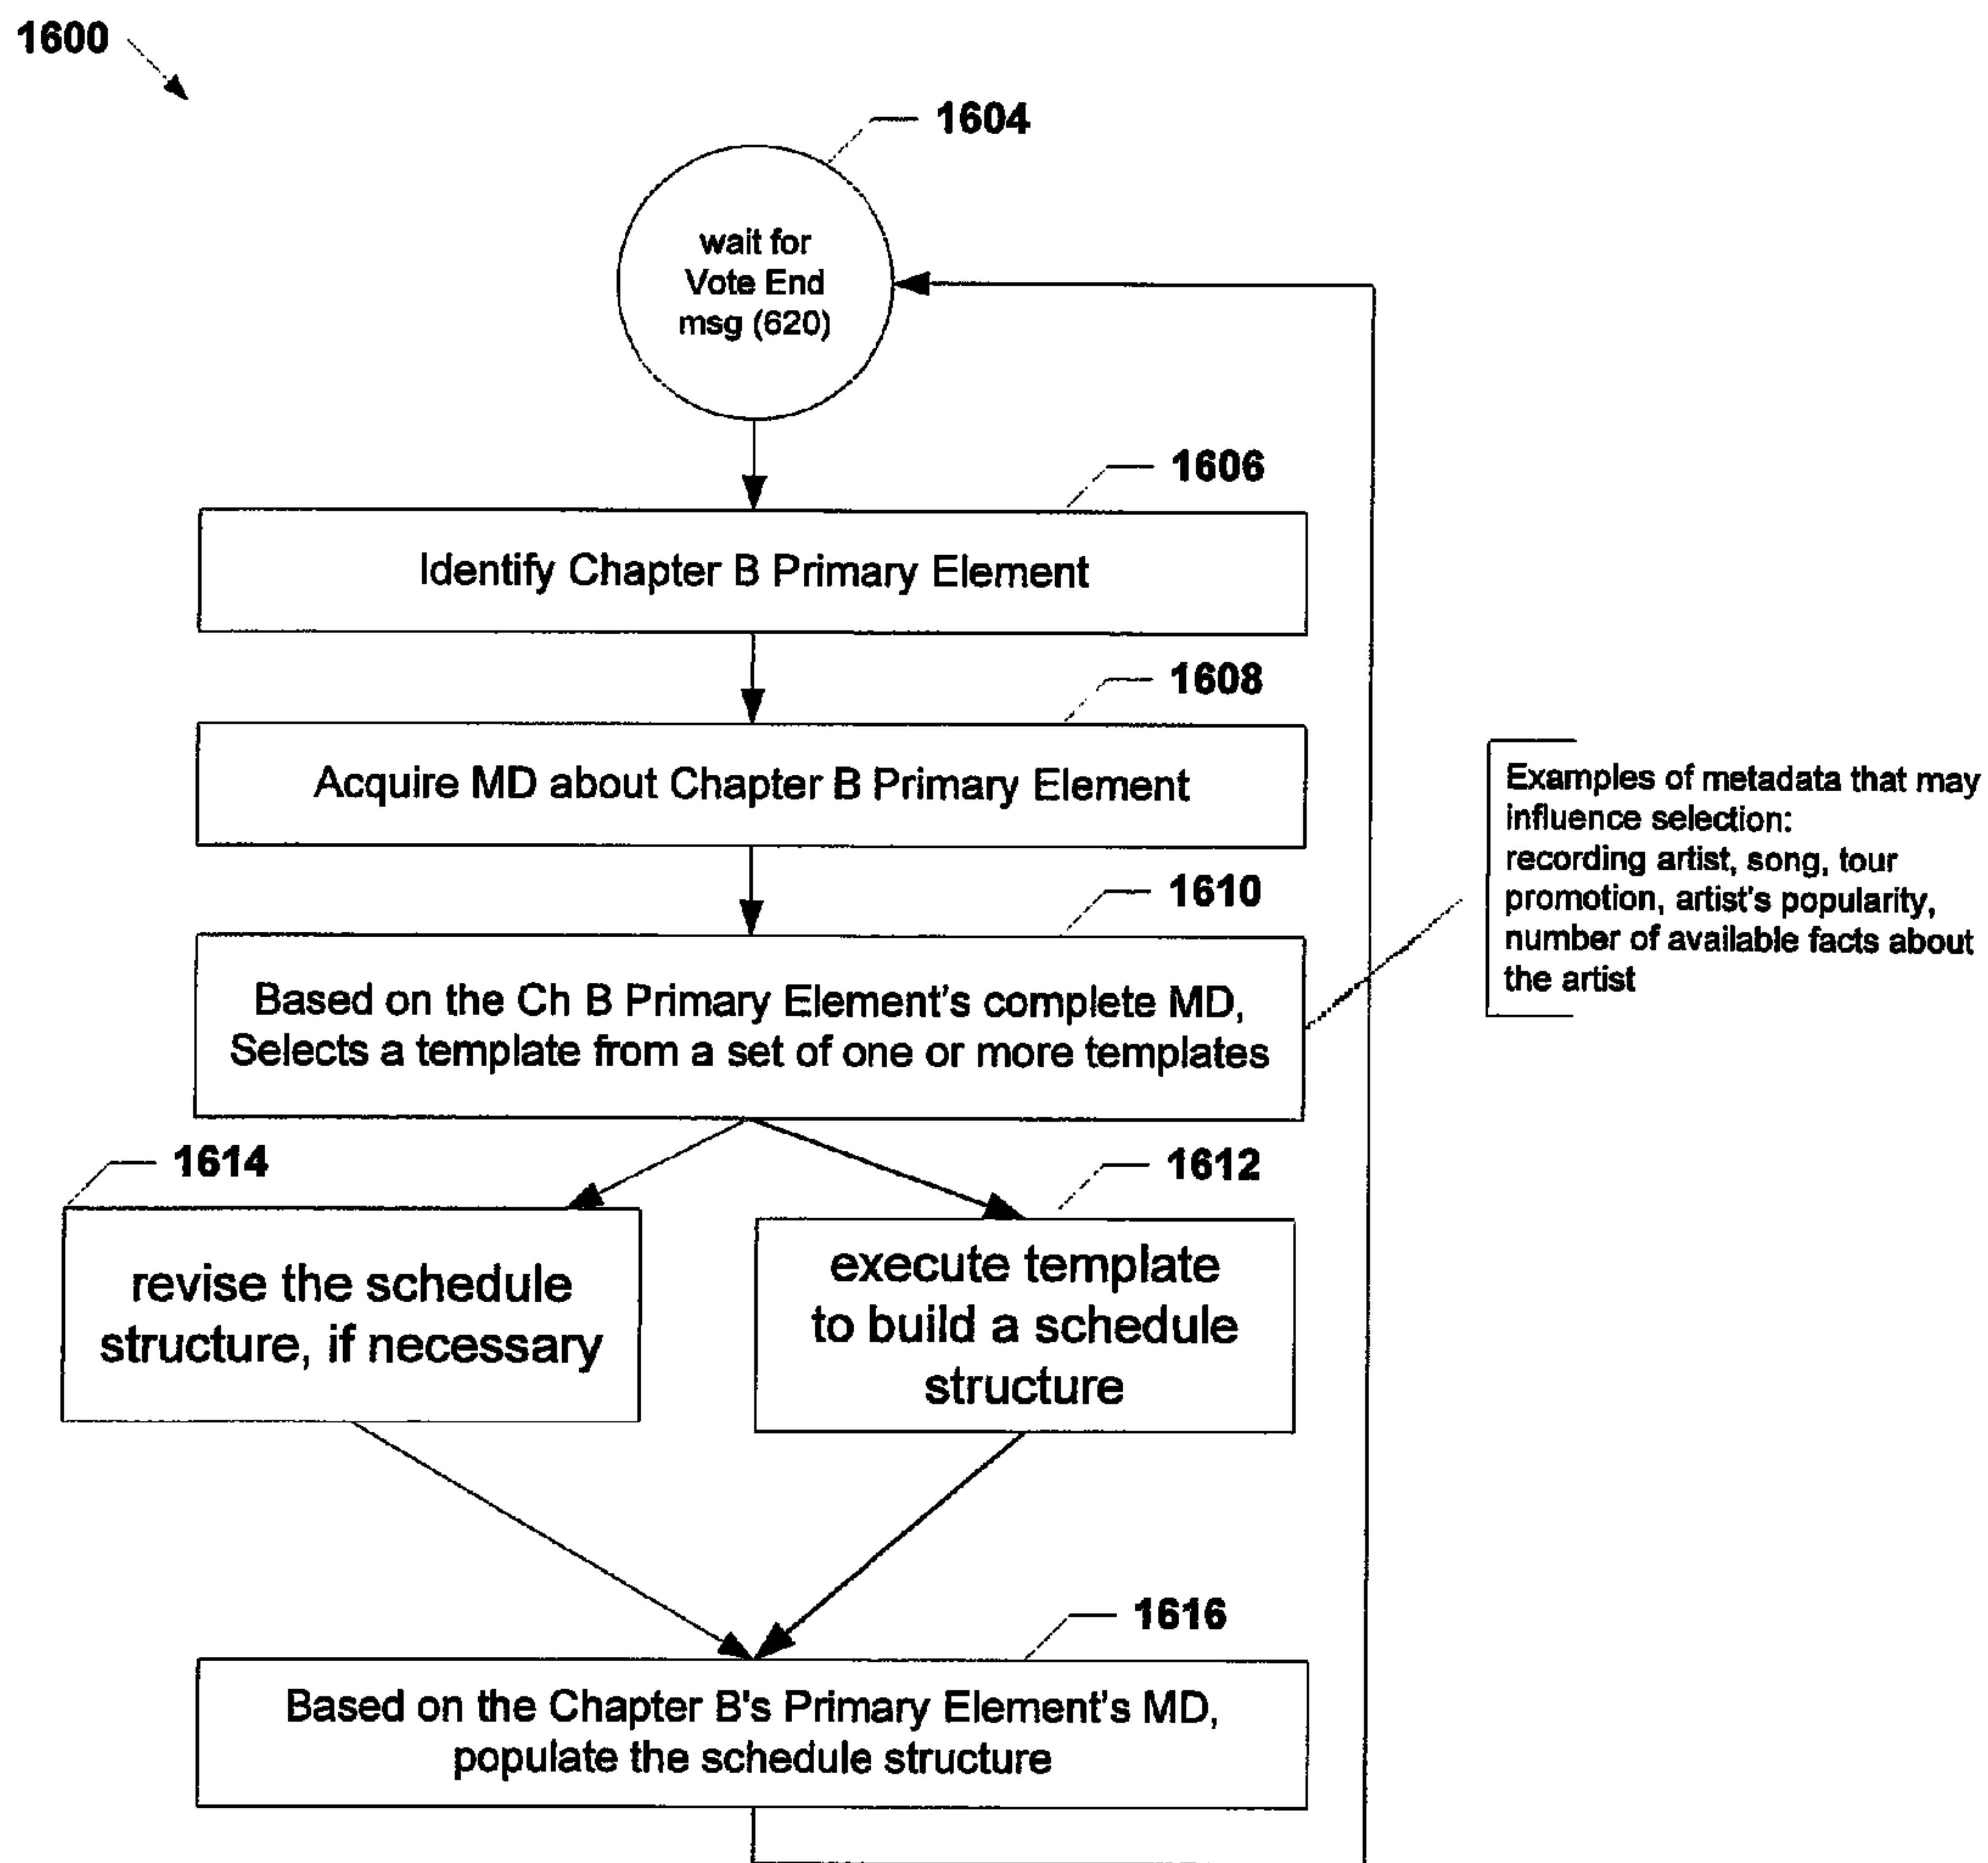 1600
1604
wait for
Vote End
msg (620)
1606
Identify Chapter B Primary Element
1608
Acquire MD about Chapter B Primary Element
1610
Based on the Ch B Primary Element's complete MD,
Selects a template from a set of one or more templates
Examples of metadata that may
influence selection:
recording artist, song, tour
promotion, artist's popularity,
number of available facts about
the artist
1614
revise the schedule
structure, if necessary
1612
execute template
to build a schedule
structure
1616
Based on the Chapter B's Primary Element's MD,
populate the schedule structure